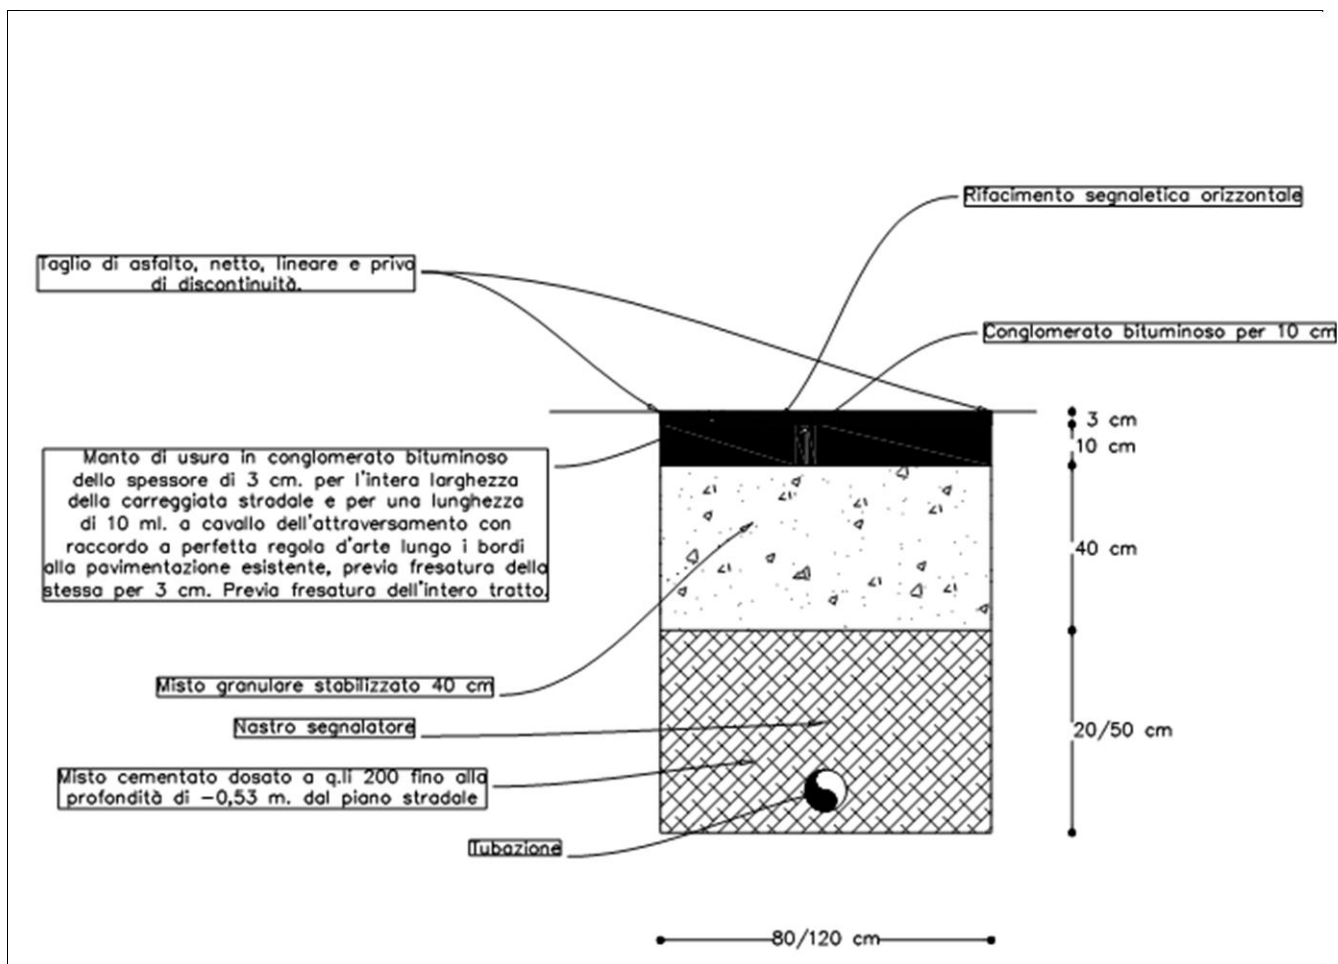 Rifacimento segnaletica orizzontale
Taglio di asfalto, netto, lineare e privo
di discontinuità.
Conglomerato bituminoso per 10 cm
3 cm
10 cm
Manto di usura in conglomerato bituminoso
dello spessore di 3 cm. per l'intera larghezza
della carreggiata stradale e per una lunghezza
di 10 ml. a cavallo dell'attraversamento con
raccordo a perfetta regola d'arte lungo i bordi
alla pavimentazione esistente, previa fresatura della
stessa per 3 cm. Previa fresatura dell'intero tratto.
40 cm
Misto granulare stabilizzato 40 cm
Nastro segnalatore
20/50 cm
Misto cementato dosato a q.li 200 fino alla
profondità di -0,53 m. dal piano stradale
Tubazione
80/120 cm